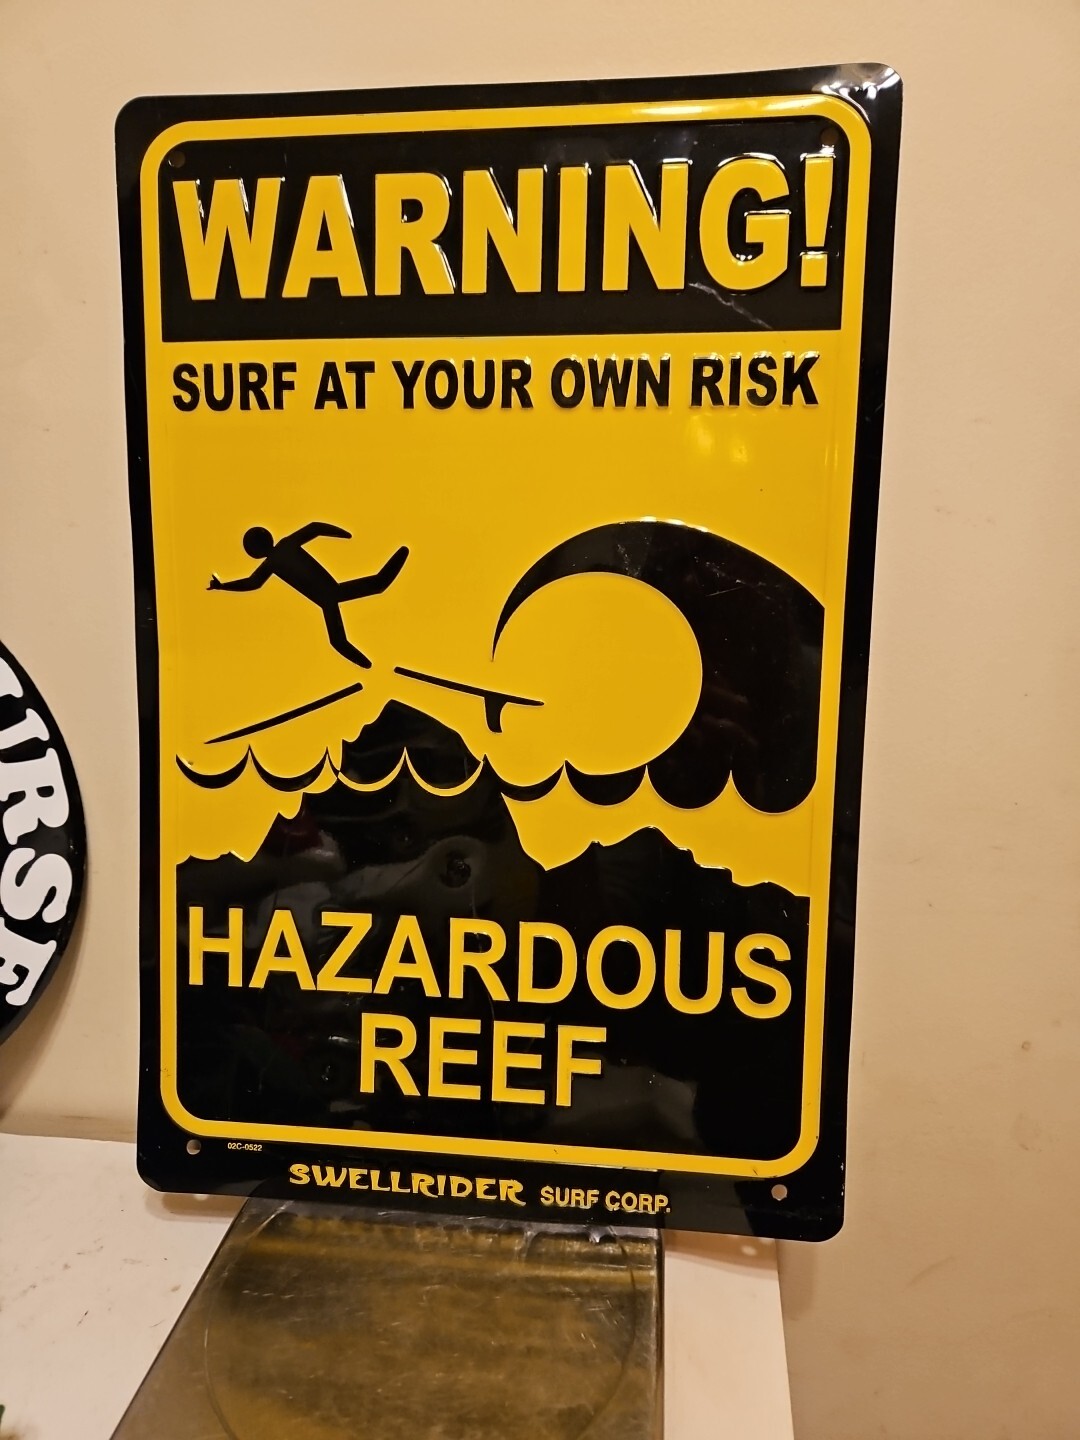 WARNING!
SURF AT YOUR OWN RISK
HAZARDOUS
REEF
02C-0522
SWELLRIDER SURF CORP.